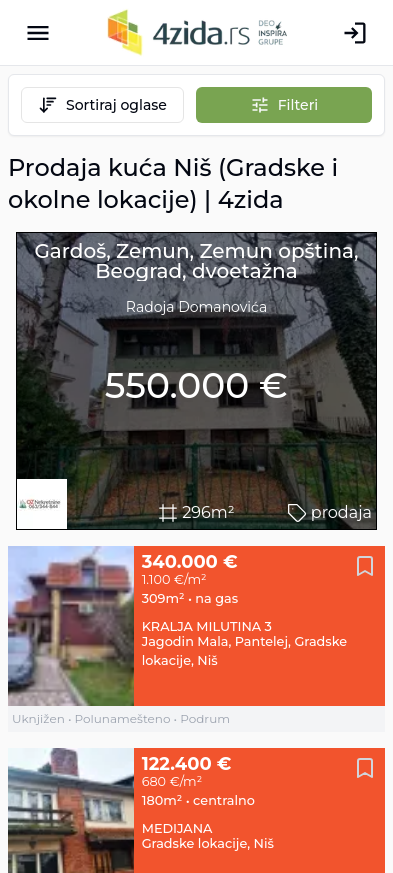 4zida.rs
DEO
INSPIRA
GRUPE
Sortiraj oglase
Filteri
Prodaja kuća Niš (Gradske i
okolne lokacije) | 4zida
Gardoš, Zemun, Zemun opština,
Beograd, dvoetažna
Radoja Domanovića
550.000 €
296m²
prodaja
340.000 €
1.100 €/m²
309m² • na gas
KRALJA MILUTINA 3
Jagodin Mala, Pantelej, Gradske
lokacije, Niš
Uknjižen • Polunamešteno • Podrum
122.400 €
680 €/m²
180m² • centralno
MEDIJANA
Gradske lokacije, Niš